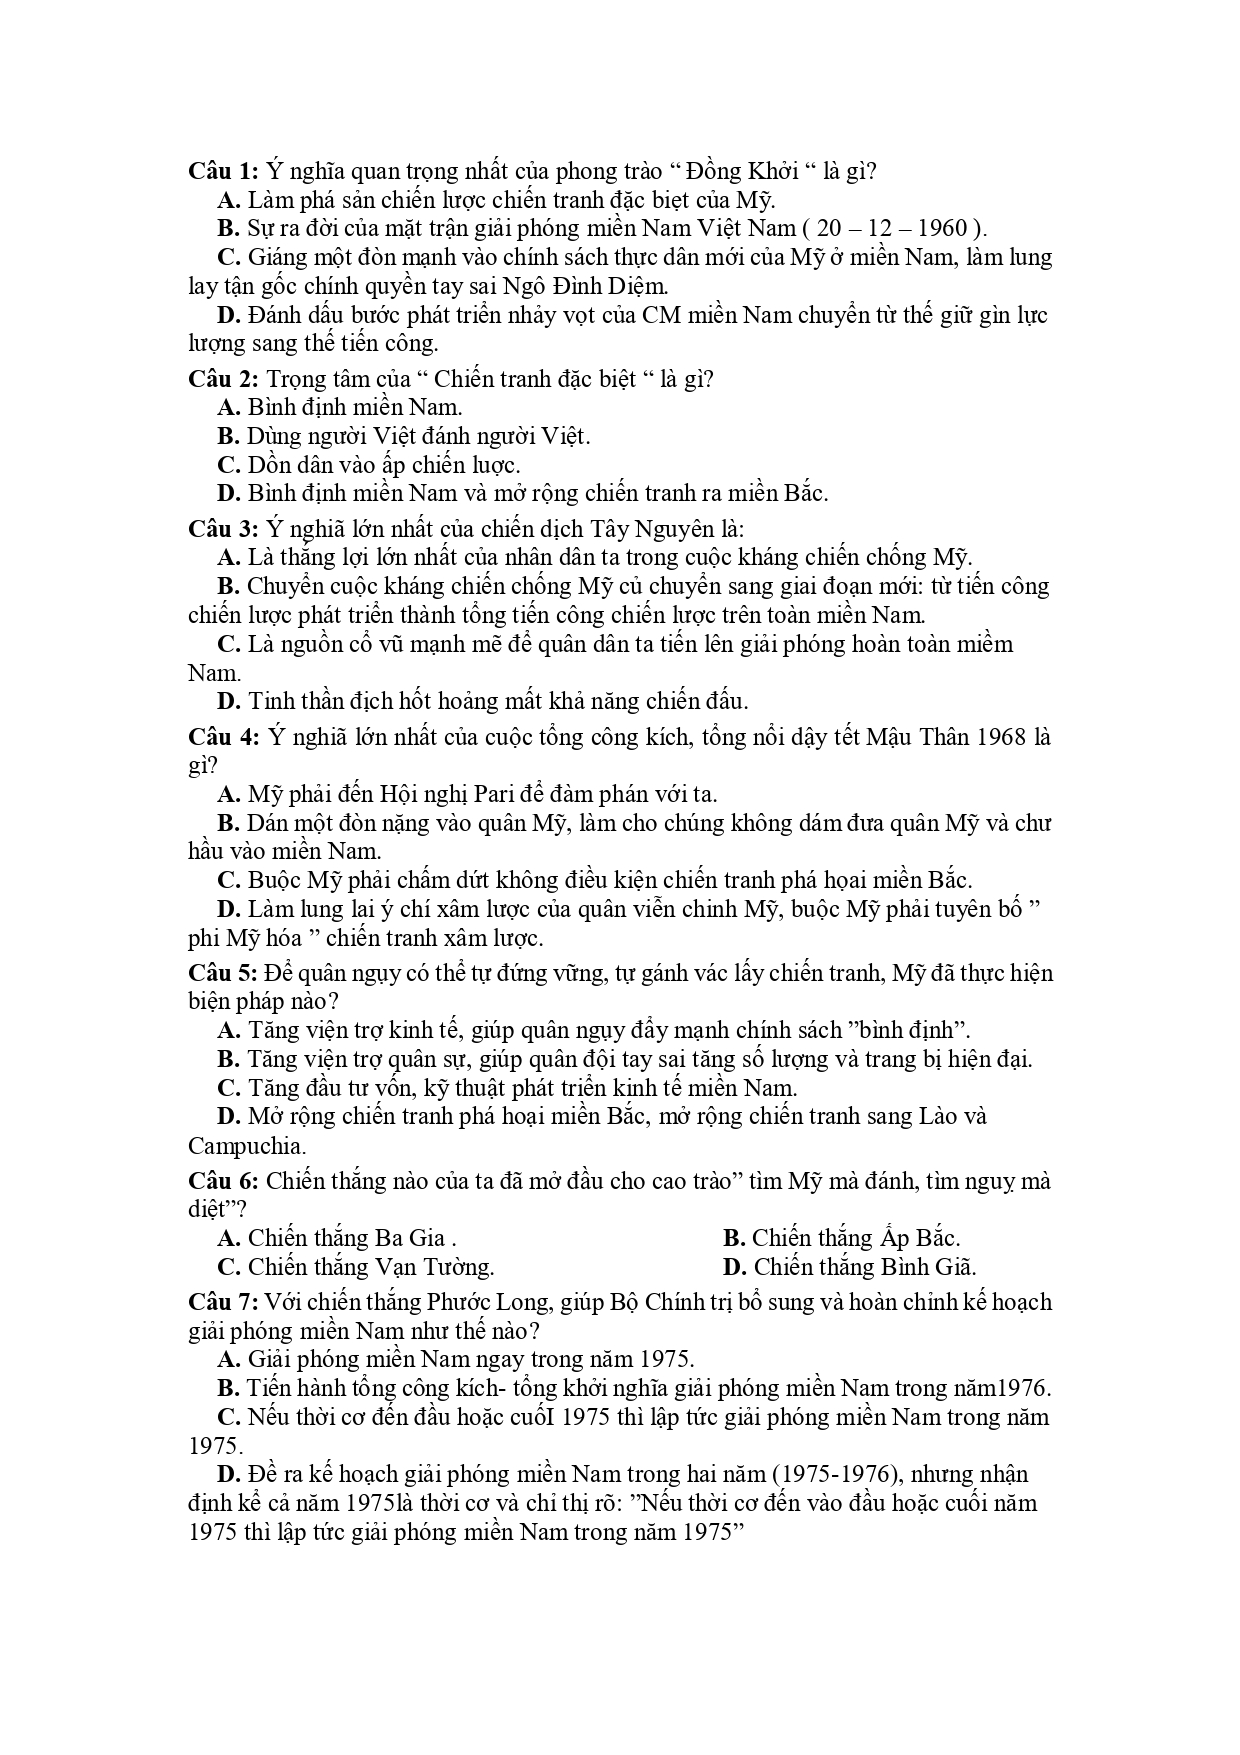 Câu 1: Ý nghĩa quan trọng nhất của phong trào “ Đồng Khởi “ là gì?
A. Làm phá sản chiến lược chiến tranh đặc biẹt của Mỹ.
B. Sự ra đời của mặt trận giải phóng miền Nam Việt Nam ( 20 – 12 – 1960 ).
C. Giáng một đòn mạnh vào chính sách thực dân mới của Mỹ ở miền Nam, làm lung
lay tận gốc chính quyền tay sai Ngô Đình Diệm.
D. Đánh dấu bước phát triển nhảy vọt của CM miền Nam chuyển từ thế giữ gìn lực
lượng sang thế tiến công.
Câu 2: Trọng tâm của “ Chiến tranh đặc biệt “ là gì?
A. Bình định miền Nam.
B. Dùng người Việt đánh người Việt.
C. Dồn dân vào ấp chiến luợc.
D. Bình định miền Nam và mở rộng chiến tranh ra miền Bắc.
Câu 3: Ý nghiã lớn nhất của chiến dịch Tây Nguyên là:
A. Là thắng lợi lớn nhất của nhân dân ta trong cuộc kháng chiến chống Mỹ.
B. Chuyển cuộc kháng chiến chống Mỹ củ chuyển sang giai đoạn mới: từ tiến công
chiến lược phát triển thành tổng tiến công chiến lược trên toàn miền Nam.
C. Là nguồn cổ vũ mạnh mẽ để quân dân ta tiến lên giải phóng hoàn toàn miềm
Nam.
D. Tinh thần địch hốt hoảng mất khả năng chiến đấu.
Câu 4: Ý nghiã lớn nhất của cuộc tổng công kích, tổng nổi dậy tết Mậu Thân 1968 là
gì?
A. Mỹ phải đến Hội nghị Pari để đàm phán với ta.
B. Dán một đòn nặng vào quân Mỹ, làm cho chúng không dám đưa quân Mỹ và chư
hầu vào miền Nam.
C. Buộc Mỹ phải chấm dứt không điều kiện chiến tranh phá họai miền Bắc.
D. Làm lung lai ý chí xâm lược của quân viễn chinh Mỹ, buộc Mỹ phải tuyên bố ”
phi Mỹ hóa ” chiến tranh xâm lược.
Câu 5: Để quân ngụy có thể tự đứng vững, tự gánh vác lấy chiến tranh, Mỹ đã thực hiện
biện pháp nào?
A. Tăng viện trợ kinh tế, giúp quân ngụy đẩy mạnh chính sách ”bình định”.
B. Tăng viện trợ quân sự, giúp quân đội tay sai tăng số lượng và trang bị hiện đại.
C. Tăng đầu tư vốn, kỹ thuật phát triển kinh tế miền Nam.
D. Mở rộng chiến tranh phá hoại miền Bắc, mở rộng chiến tranh sang Lào và
Campuchia.
Câu 6: Chiến thắng nào của ta đã mở đầu cho cao trào” tìm Mỹ mà đánh, tìm nguỵ mà
diệt”?
A. Chiến thắng Ba Gia . B. Chiến thắng Ấp Bắc.
C. Chiến thắng Vạn Tường. D. Chiến thắng Bình Giã.
Câu 7: Với chiến thắng Phước Long, giúp Bộ Chính trị bổ sung và hoàn chỉnh kế hoạch
giải phóng miền Nam như thế nào?
A. Giải phóng miền Nam ngay trong năm 1975.
B. Tiến hành tổng công kích- tổng khởi nghĩa giải phóng miền Nam trong năm1976.
C. Nếu thời cơ đến đầu hoặc cuốI 1975 thì lập tức giải phóng miền Nam trong năm
1975.
D. Đề ra kế hoạch giải phóng miền Nam trong hai năm (1975-1976), nhưng nhận
định kể cả năm 1975là thời cơ và chỉ thị rõ: ”Nếu thời cơ đến vào đầu hoặc cuối năm
1975 thì lập tức giải phóng miền Nam trong năm 1975”